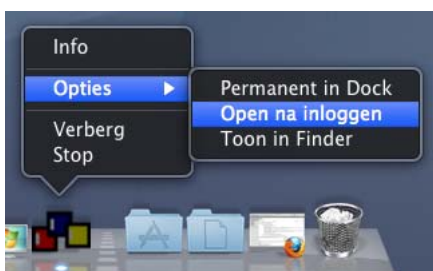 Info
Opties
Verberg
Stop
Permanent in Dock
Open na inloggen
Toon in Finder